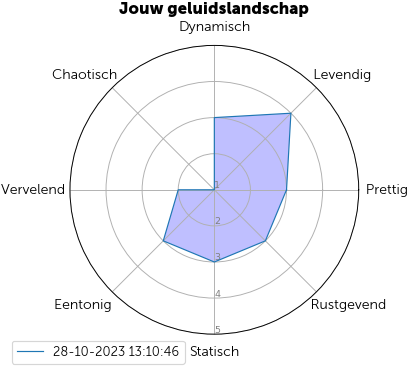 Jouw geluidslandschap
Dynamisch
Chaotisch
Levendig
Vervelend
1
Prettig
2
3
4
Eentonig
Rustgevend
5
28-10-2023 13:10:46
Statisch